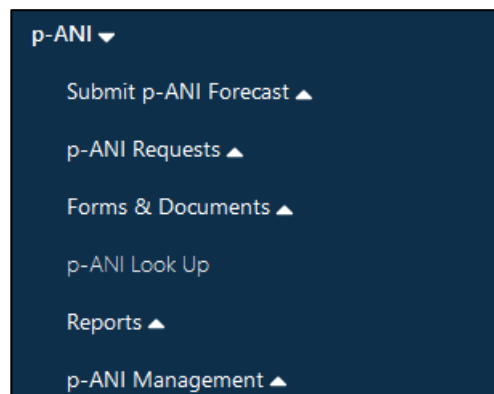 p-ANI
Submit p-ANI Forecast
p-ANI Requests
Forms & Documents
p-ANI Look Up
Reports
p-ANI Management